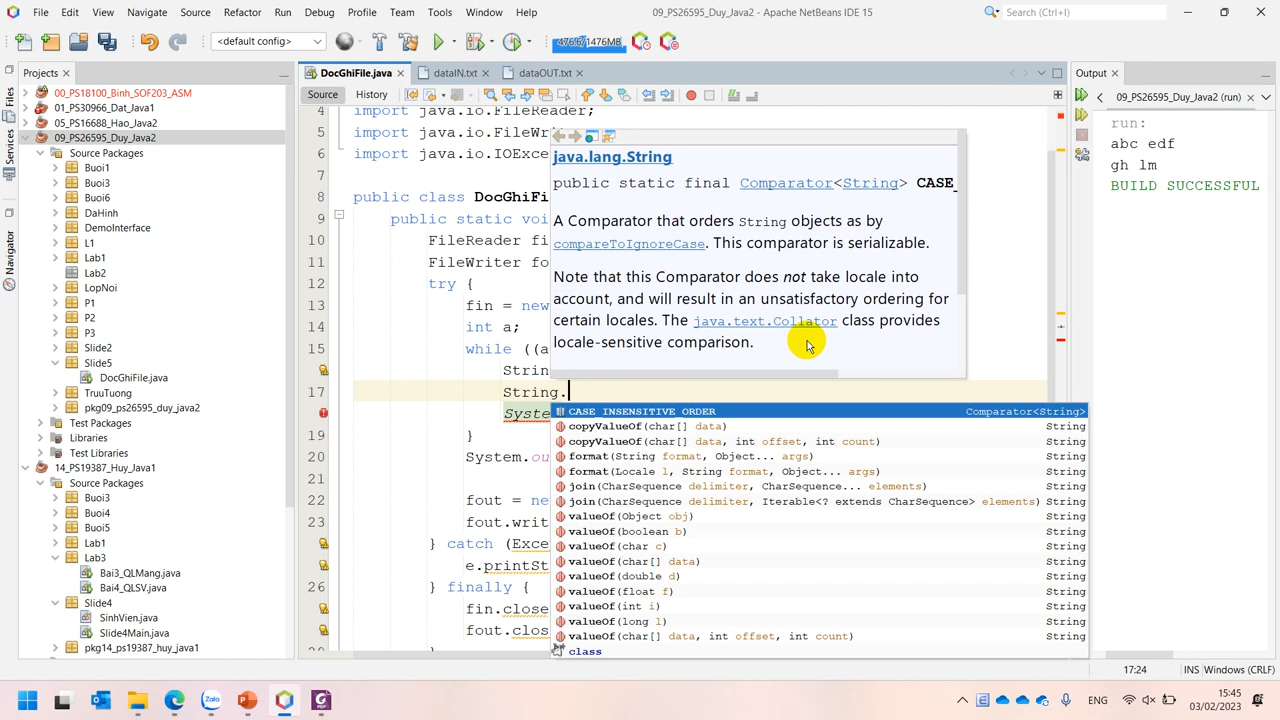 File Edit View Navigate Source Refactor Run Debug Profile Team Tools Window Help
09_PS26595_Duy_Java2 - Apache NetBeans IDE 15
Search (Ctrl+I)
<default config>
476.6/1476MB
Projects
DocGhiFile.java
dataIN.txt
dataOUT.txt
Output
Source History
09_PS26595_Duy_Java2 (run)
Files
Services
Navigator
00_PS18100_Binh_SOF203_ASM
01_PS30966_Dat_Java1
05_PS16688_Hao_Java2
09_PS26595_Duy_Java2
Source Packages
Buoi1
Buoi3
Buoi6
DaHinh
DemoInterface
L1
Lab1
Lab2
LopNoi
P1
P2
P3
Slide2
Slide5
DocGhiFile.java
TruuTuong
pkg09_ps26595_duy_java2
Test Packages
Libraries
Test Libraries
14_PS19387_Huy_Java1
Source Packages
Buoi3
Buoi4
Buoi5
Lab1
Lab3
Bai3_QLMang.java
Bai4_QLSV.java
Slide4
SinhVien.java
Slide4Main.java
pkg14_ps19387_huy_java1
4 import java.io.FileReader;
5 import java.io.FileWri
6 import java.io.IOExce
7
8 public class DocGhiFi
9 public static voi
10 FileReader fi
11 FileWriter fo
12 try {
13 fin = new
14 int a;
15 while ((a
Strin
17 String.
Syste
19 }
20 System.ou
21
22 fout = ne
23 fout.writ
} catch (Exce
e.printSt
26 } finally {
fin.close
fout.clos
java.lang.String
public static final Comparator<String> CASE_
A Comparator that orders String objects as by
compareToIgnoreCase. This comparator is serializable.
Note that this Comparator does not take locale into
account, and will result in an unsatisfactory ordering for
certain locales. The java.text.Collator class provides
locale-sensitive comparison.
CASE_INSENSITIVE_ORDER Comparator<String>
copyValueOf(char[] data) String
copyValueOf(char[] data, int offset, int count) String
format(String format, Object... args) String
format(Locale l, String format, Object... args) String
join(CharSequence delimiter, CharSequence... elements) String
join(CharSequence delimiter, Iterable<? extends CharSequence> elements) String
valueOf(Object obj) String
valueOf(boolean b) String
valueOf(char c) String
valueOf(char[] data) String
valueOf(double d) String
valueOf(float f) String
valueOf(int i) String
valueOf(long l) String
valueOf(char[] data, int offset, int count) String
class
run:
abc edf
gh lm
BUILD SUCCESSFUL
17:24 INS Windows (CRLF)
Zalo
ENG
15:45
03/02/2023